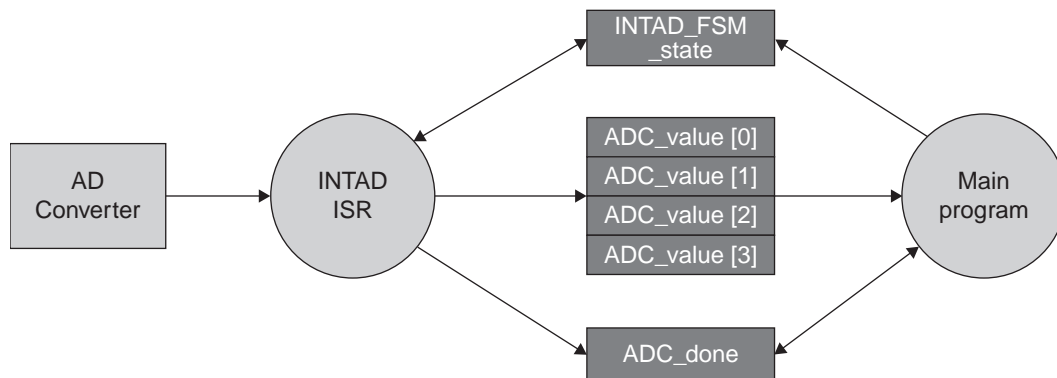 AD
Converter
INTAD
ISR
INTAD_FSM
_state
ADC_value [0]
ADC_value [1]
ADC_value [2]
ADC_value [3]
ADC_done
Main
program